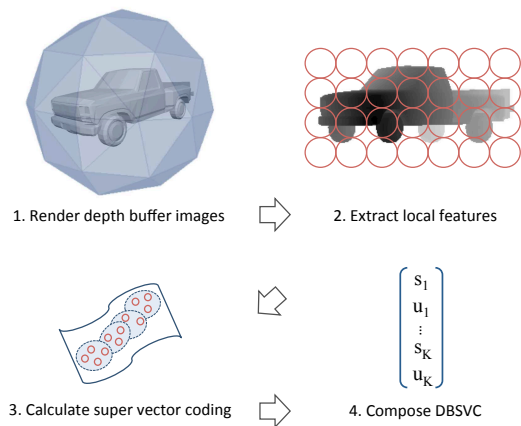 1. Render depth buffer images
2. Extract local features
s1
u1
⋮
sK
uK
3. Calculate super vector coding
4. Compose DBSVC